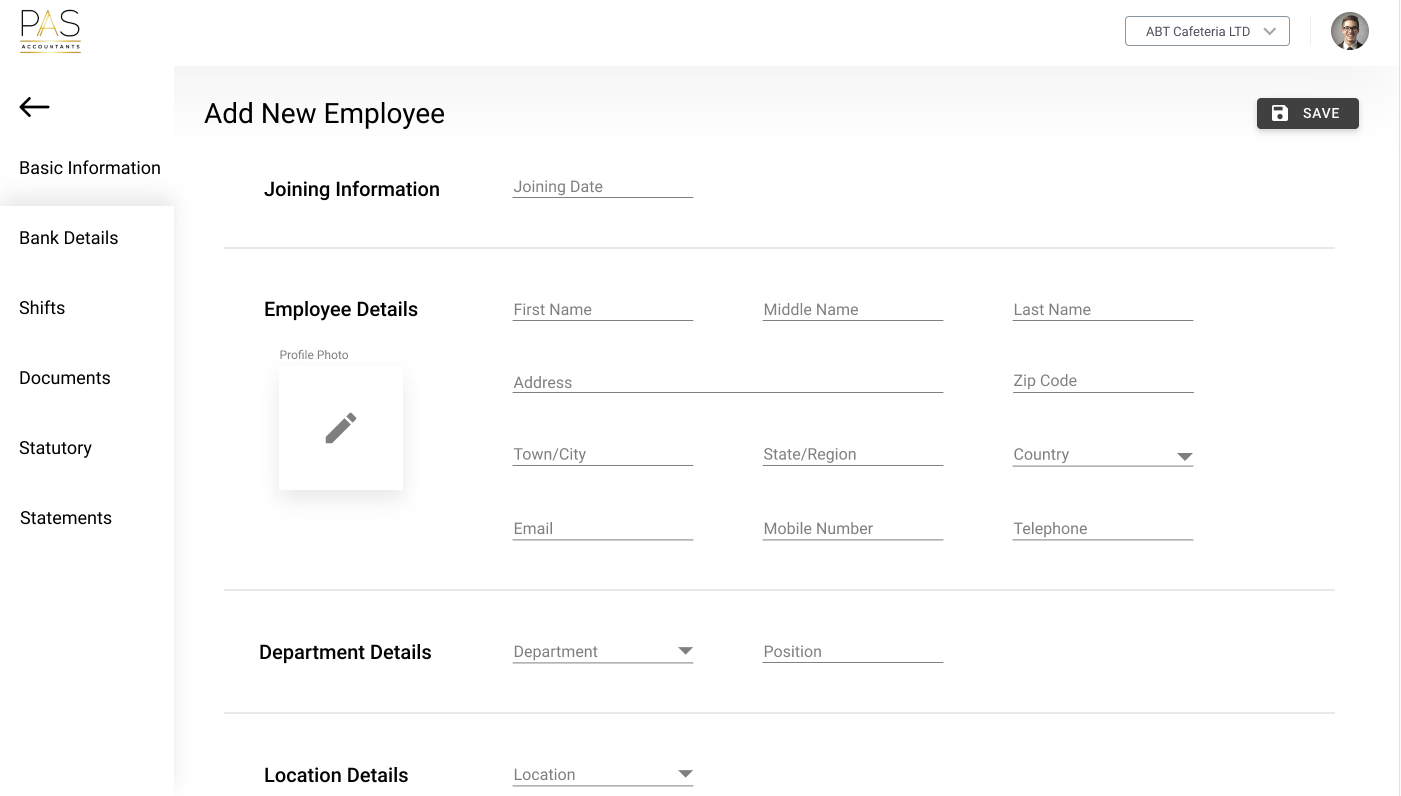 PAS
ACCOUNTANTS
ABT Cafeteria LTD
Add New Employee
SAVE
Basic Information
Bank Details
Shifts
Documents
Statutory
Statements
Joining Information
Joining Date
Employee Details
First Name
Middle Name
Last Name
Profile Photo
Address
Zip Code
Town/City
State/Region
Country
Email
Mobile Number
Telephone
Department Details
Department
Position
Location Details
Location